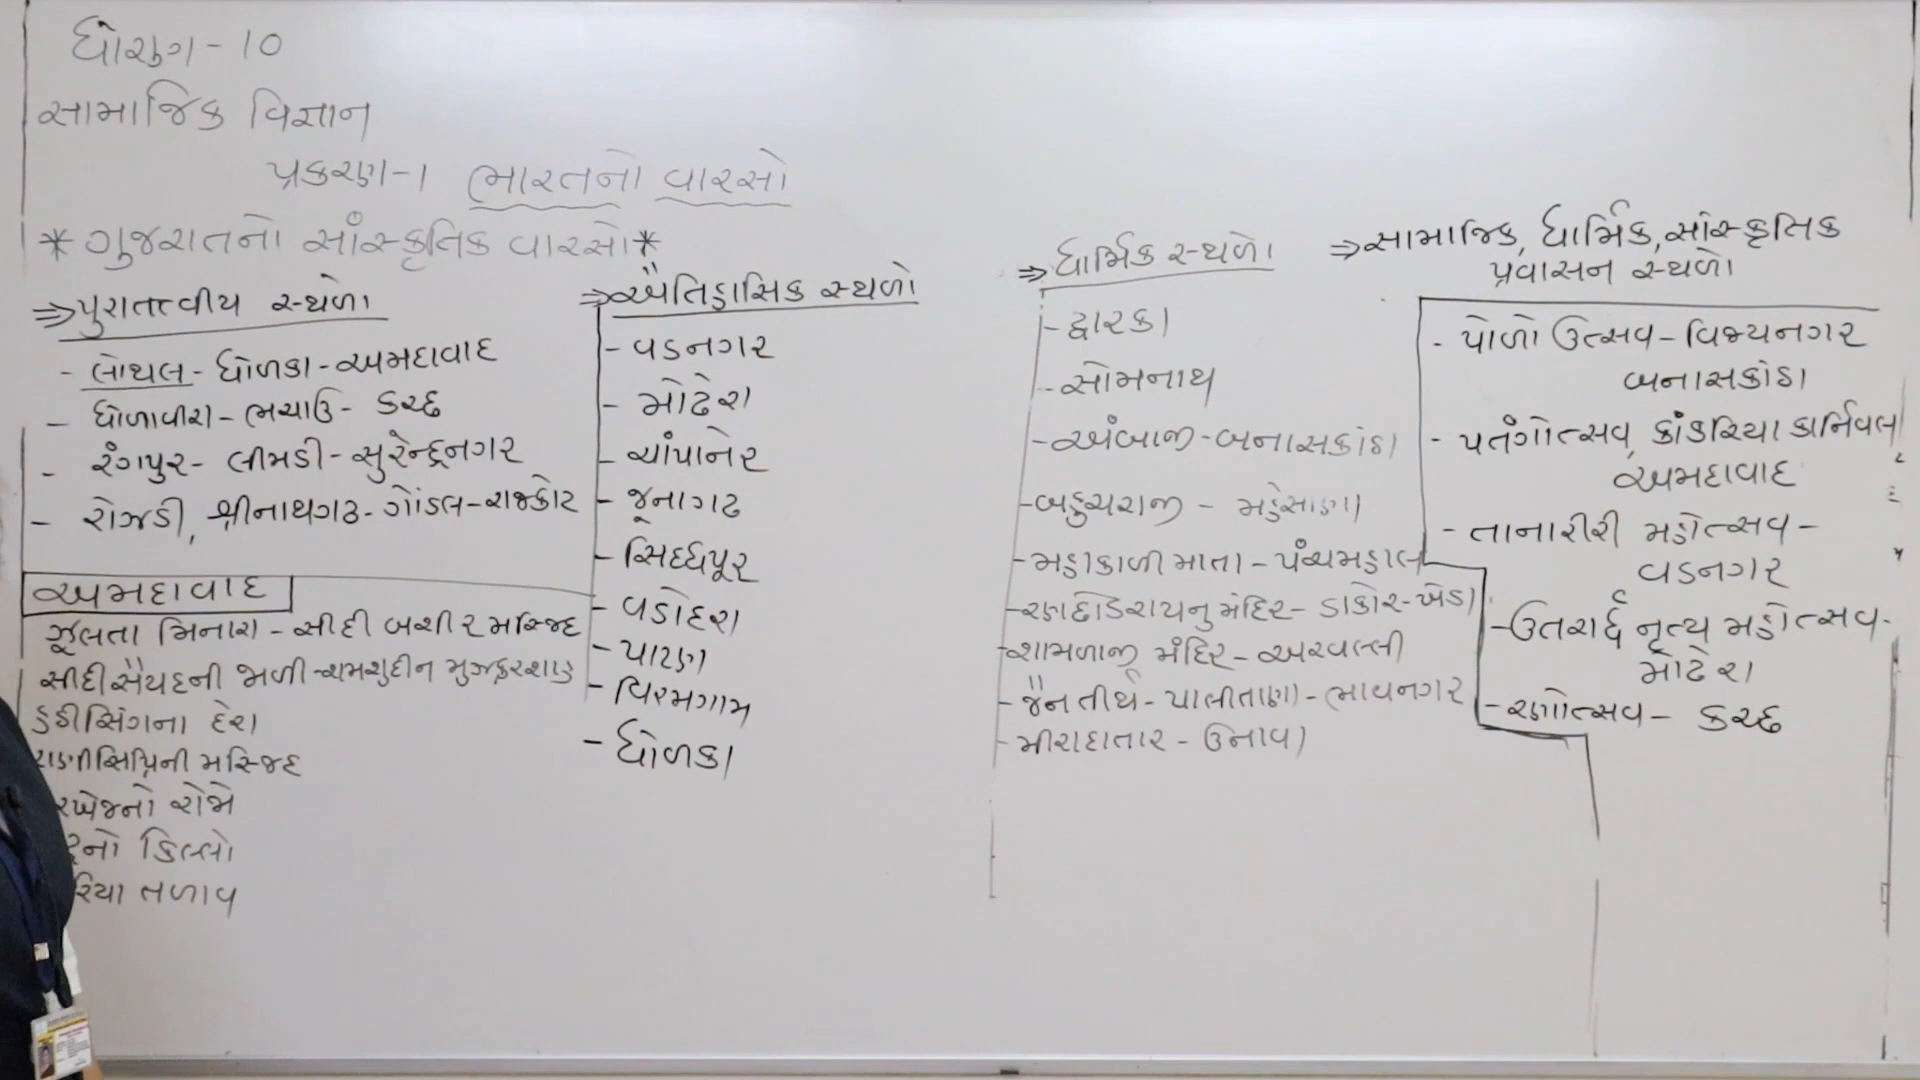 ધોરણ - 10
સામાજિક વિજ્ઞાન
પ્રકરણ-1 ભારતનો વારસો
* ગુજરાતનો સાંસ્કૃતિક વારસો *
⇒ પુરાતત્વીય સ્થળો
- લોથલ - ધોળકા - અમદાવાદ
- ધોળાવીરા - ભચાઉ - કચ્છ
- રંગપુર - લીમડી - સુરેન્દ્રનગર
- રોઝડી, શ્રીનાથગઢ - ગોંડલ - રાજકોટ
અમદાવાદ
ઝૂલતા મિનારા - સીદી બશીર મસ્જિદ
સીદી સૈયદની જાળી - શમશુદીન મુઝફ્ફરશાહ
હઠીસિંગના દેરા
રાણીસિપ્રિની મસ્જિદ
રખેજનો રોજો
નો કિલ્લો
રિયા તળાવ
⇒ ઐતિહાસિક સ્થળો
- વડનગર
- મોઢેરા
- ચાંપાનેર
- જૂનાગઢ
- સિદ્ધપૂર
- વડોદરા
- પાટણ
- વિરમગામ
- ધોળકા
⇒ ધાર્મિક સ્થળો
- દ્વારકા
- સોમનાથ
- અંબાજી - બનાસકાંઠા
- બહુચરાજી - મહેસાણા
- મહાકાળી માતા - પંચમહાલ
- રણછોડરાયનુ મંદિર - ડાકોર - ખેડા
- શામળાજી મંદિર - અરવલ્લી
- જૈન તીર્થ - પાલીતાણા - ભાવનગર
- મીરાદાતાર - ઉનાવા
⇒ સામાજિક, ધાર્મિક, સાંસ્કૃતિક
પ્રવાસન સ્થળો
- પોળો ઉત્સવ - વિજયનગર
બનાસકાંઠા
- પતંગોત્સવ, કાંકરિયા કાર્નિવલ
અમદાવાદ
- તાનારીરી મહોત્સવ -
વડનગર
- ઉતરાર્દ્ધ નૃત્ય મહોત્સવ -
મોઢેરા
- રણોત્સવ - કચ્છ